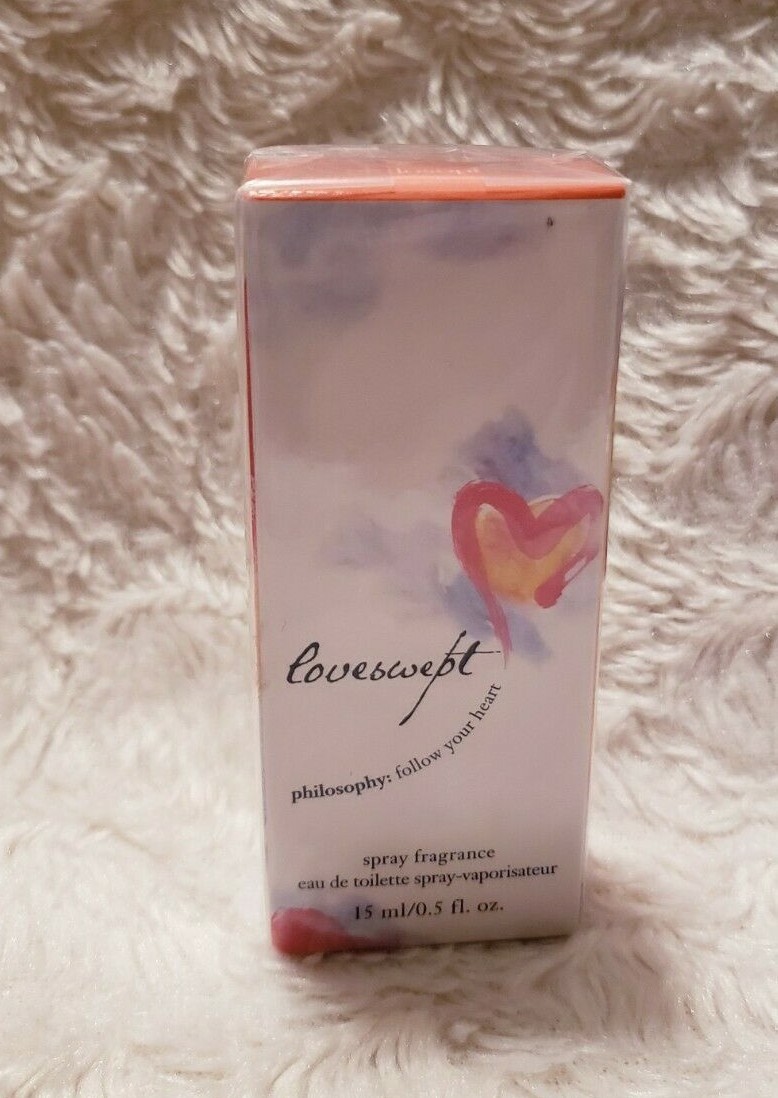 loveswept
philosophy: follow your heart
spray fragrance
eau de toilette spray-vaporisateur
15 ml/0.5 fl. oz.